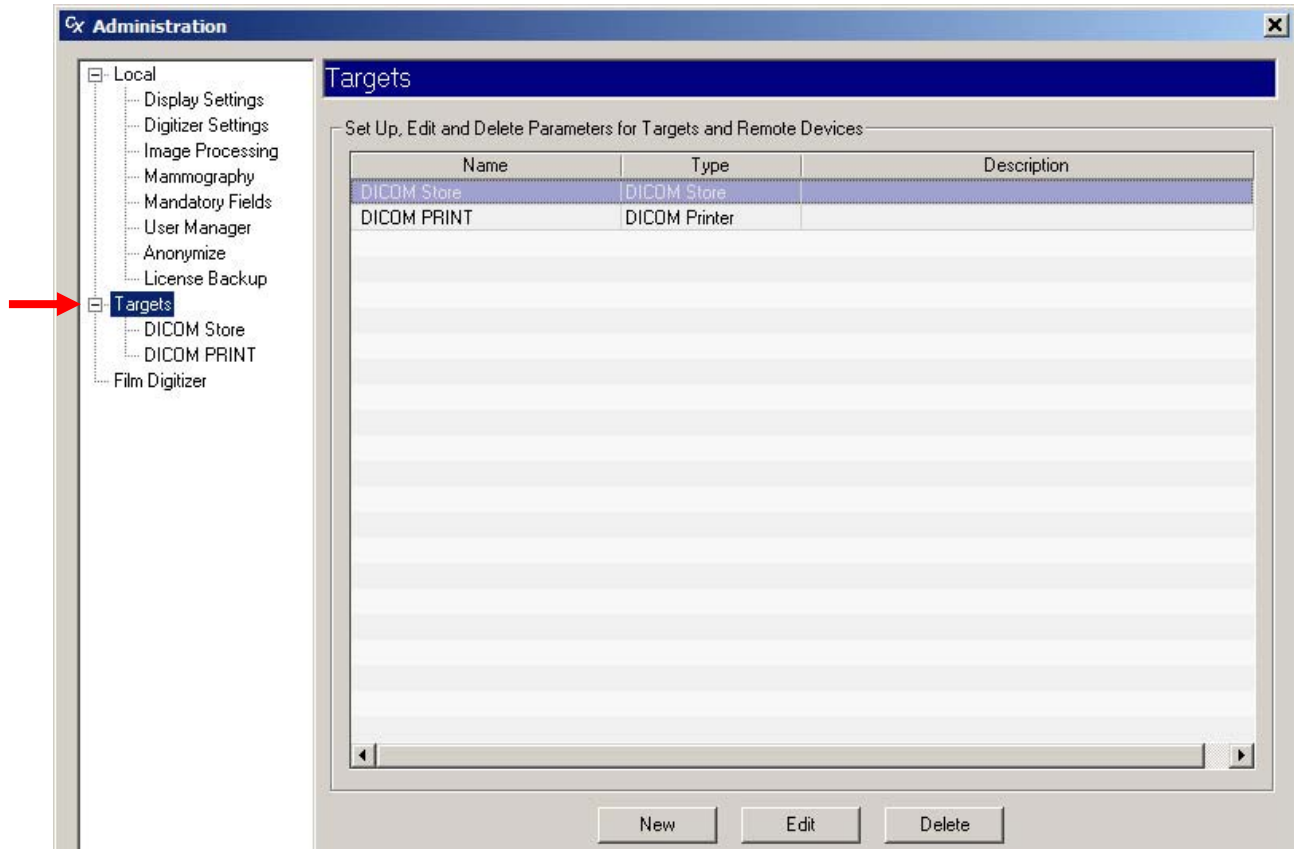 Cx Administration
Local
Display Settings
Digitizer Settings
Image Processing
Mammography
Mandatory Fields
User Manager
Anonymize
License Backup
Targets
DICOM Store
DICOM PRINT
Film Digitizer
Targets
Set Up, Edit and Delete Parameters for Targets and Remote Devices
Name Type Description
DICOM Store DICOM Store
DICOM PRINT DICOM Printer
New Edit Delete